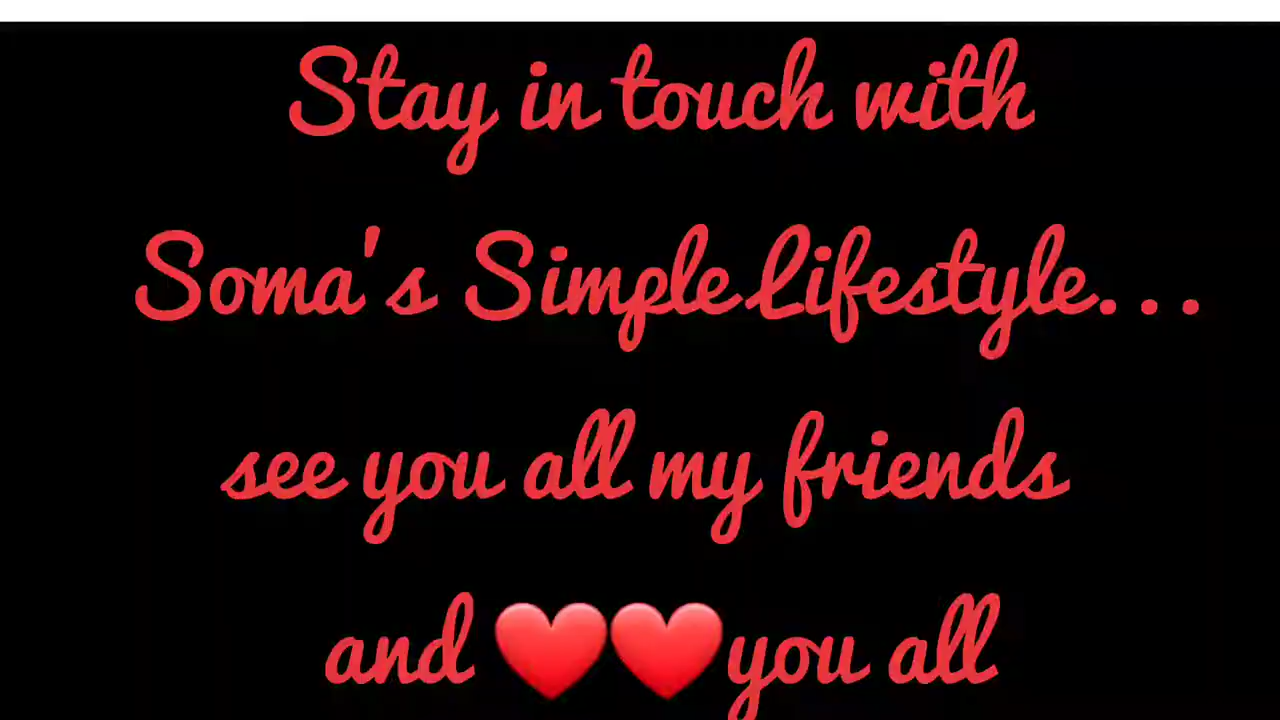 Stay in touch with
Soma's Simple Lifestyle...
see you all my friends
and ❤️❤️you all